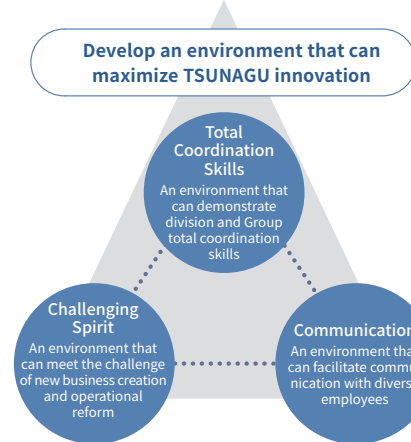 Develop an environment that can
maximize TSUNAGU innovation
Total
Coordination
Skills
An environment that
can demonstrate
division and Group
total coordination
skills
Challenging
Spirit
An environment that
can meet the challenge
of new business creation
and operational
reform
Communication
An environment tha
can facilitate commu
nication with divers
employees